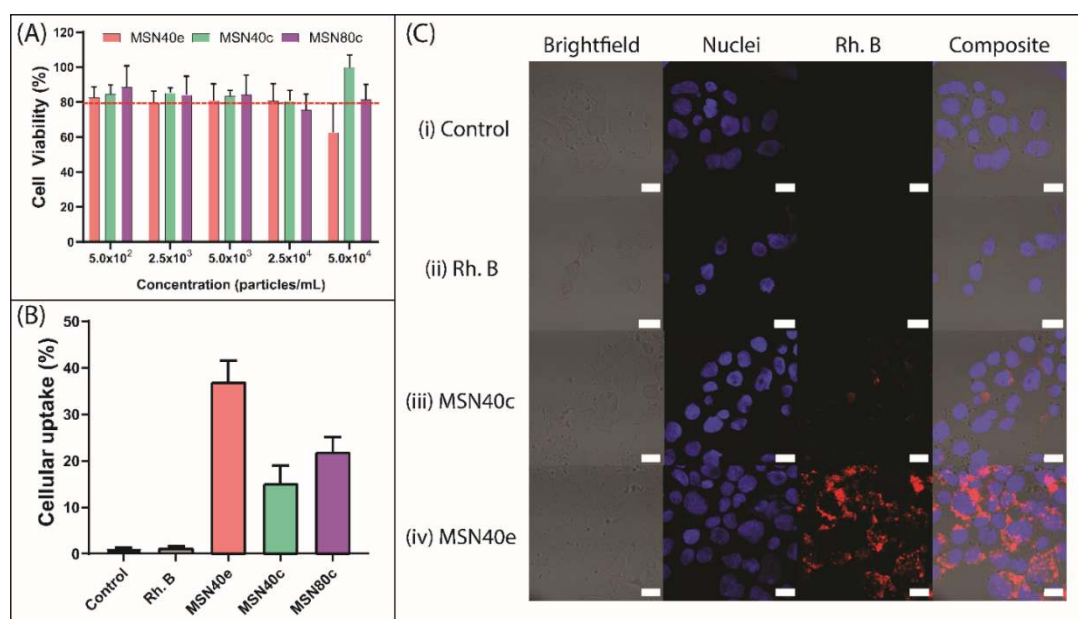 (A)
MSN40e MSN40c MSN80c
Cell Viability (%)
120
100
80
60
40
20
0
5.0x10² 2.5x10³ 5.0x10³ 2.5x10⁴ 5.0x10⁴
Concentration (particles/mL)
(B)
Cellular uptake (%)
50
40
30
20
10
0
Control Rh. B MSN40e MSN40c MSN80c
(C)
Brightfield Nuclei Rh. B Composite
(i) Control
(ii) Rh. B
(iii) MSN40c
(iv) MSN40e